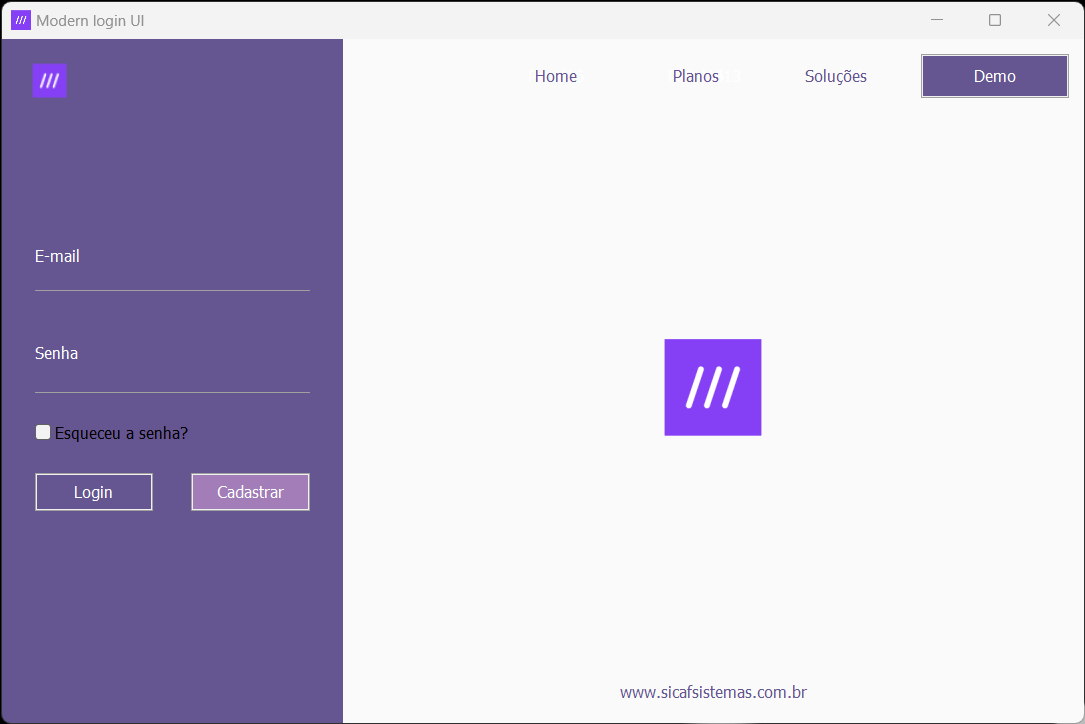 Modern login UI
Home Planos Soluções Demo
E-mail
Senha
Esqueceu a senha?
Login Cadastrar
www.sicafsistemas.com.br